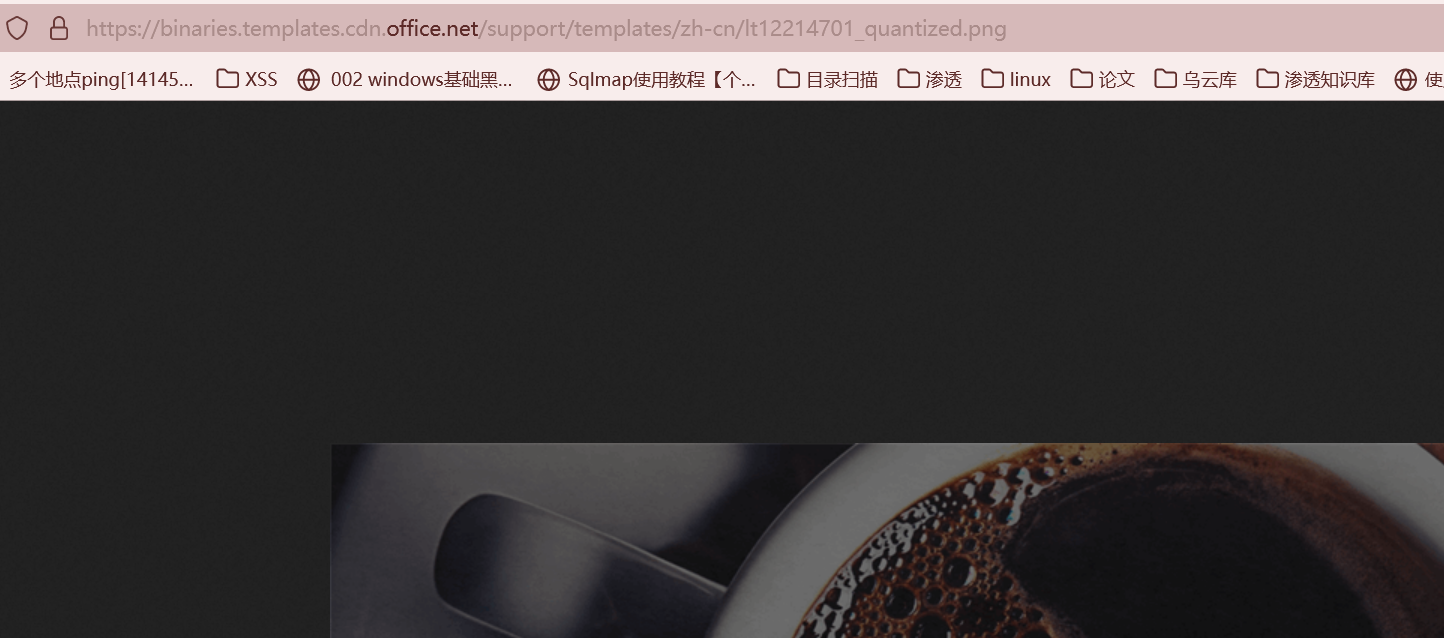 https://binaries.templates.cdn.office.net/support/templates/zh-cn/lt12214701_quantized.png
多个地点ping[14145... XSS 002 windows基础黑... Sqlmap使用教程【个... 目录扫描 渗透 linux 论文 乌云库 渗透知识库 使